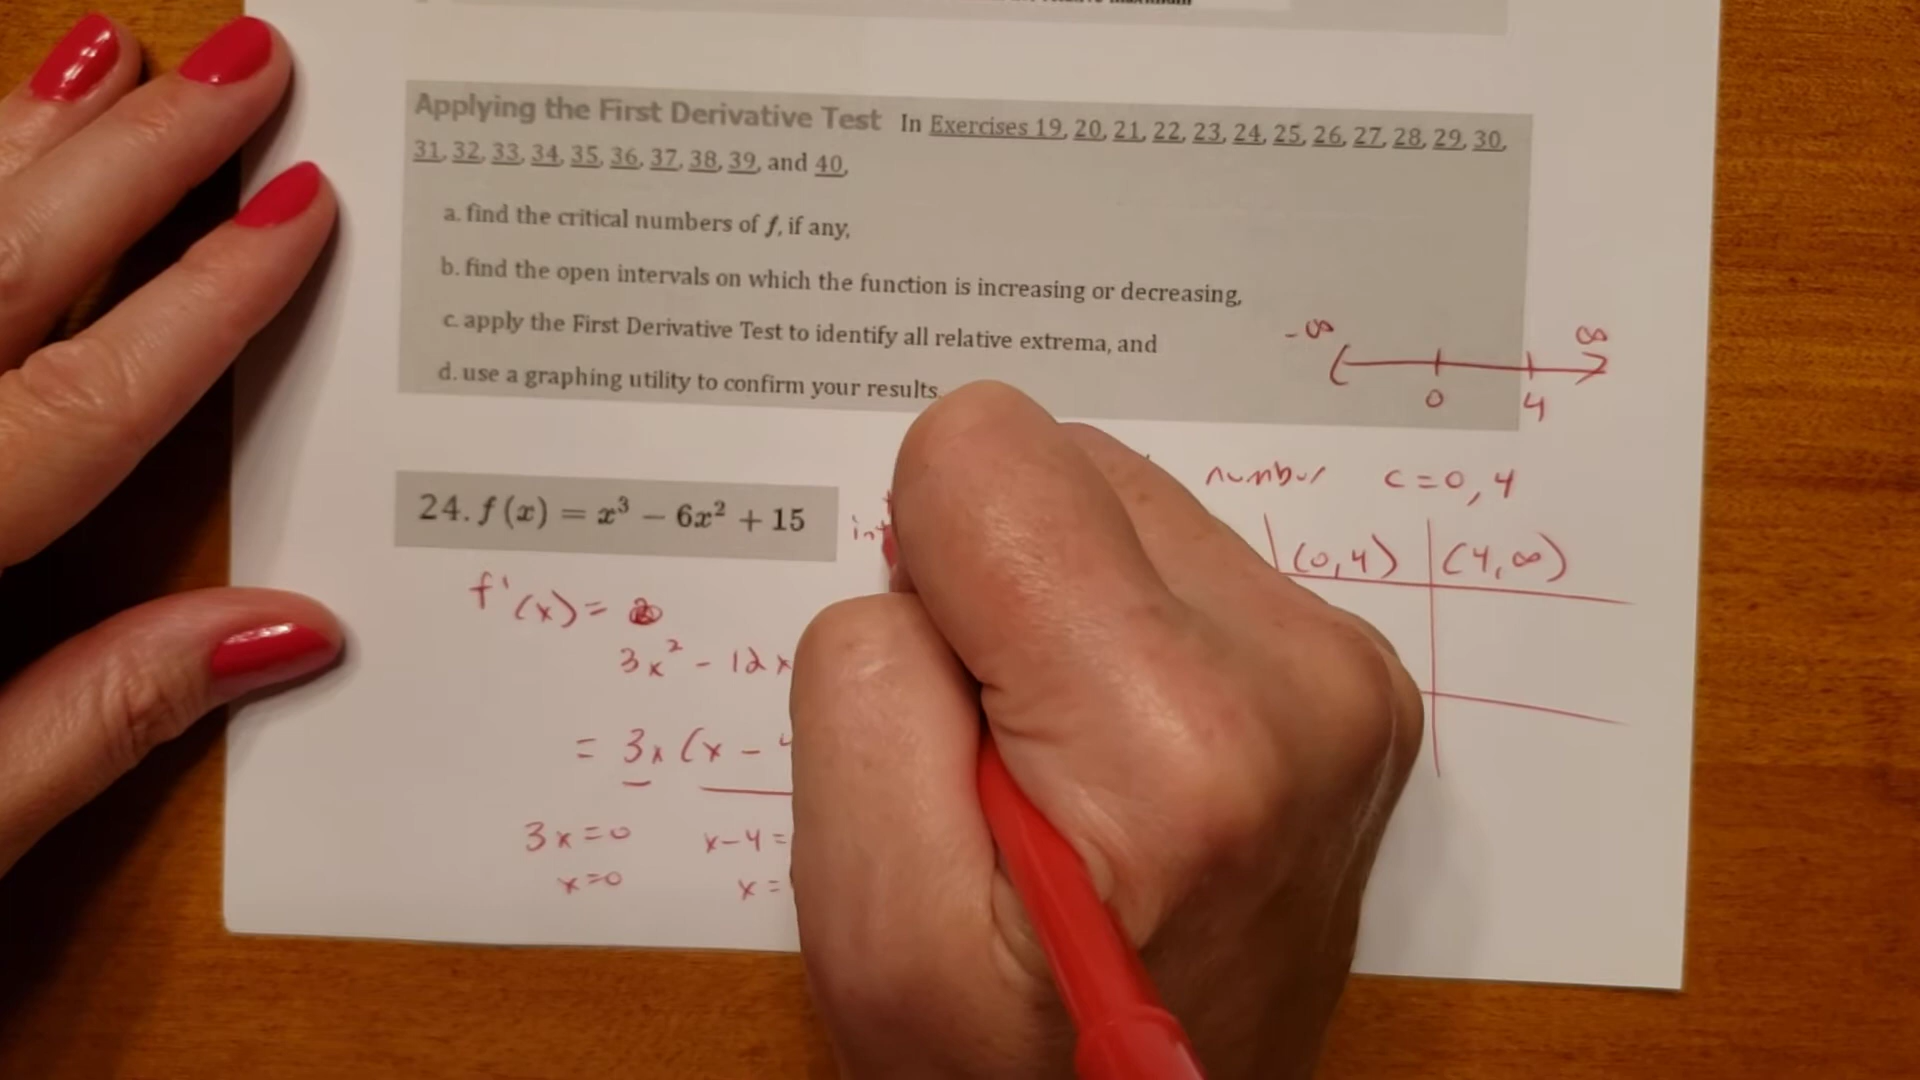 relative maximum
Applying the First Derivative Test In Exercises 19, 20, 21, 22, 23, 24, 25, 26, 27, 28, 29, 30,
31, 32, 33, 34, 35, 36, 37, 38, 39, and 40,
a. find the critical numbers of f, if any,
b. find the open intervals on which the function is increasing or decreasing,
c. apply the First Derivative Test to identify all relative extrema, and
d. use a graphing utility to confirm your results.
-∞ ∞
0 4
number c=0, 4
24. f(x) = x³ − 6x² + 15 int
(0,4) (4,∞)
f'(x)=
3x² - 12x
= 3x(x -
3x=0 x-4=
x=0 x=